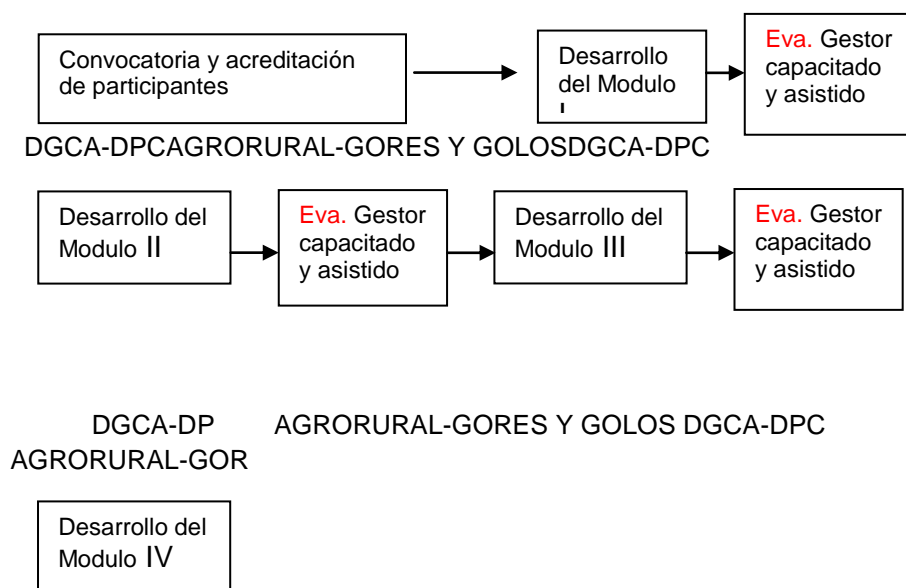 Convocatoria y acreditación
de participantes
Desarrollo
del Modulo
Eva. Gestor
capacitado
y asistido
DGCA-DPCAGRORURAL-GORES Y GOLOSDGCA-DPC
Desarrollo del
Modulo II
Eva. Gestor
capacitado
y asistido
Desarrollo del
Modulo III
Eva. Gestor
capacitado
y asistido
DGCA-DP AGRORURAL-GORES Y GOLOS DGCA-DPC
AGRORURAL-GOR
Desarrollo del
Modulo IV